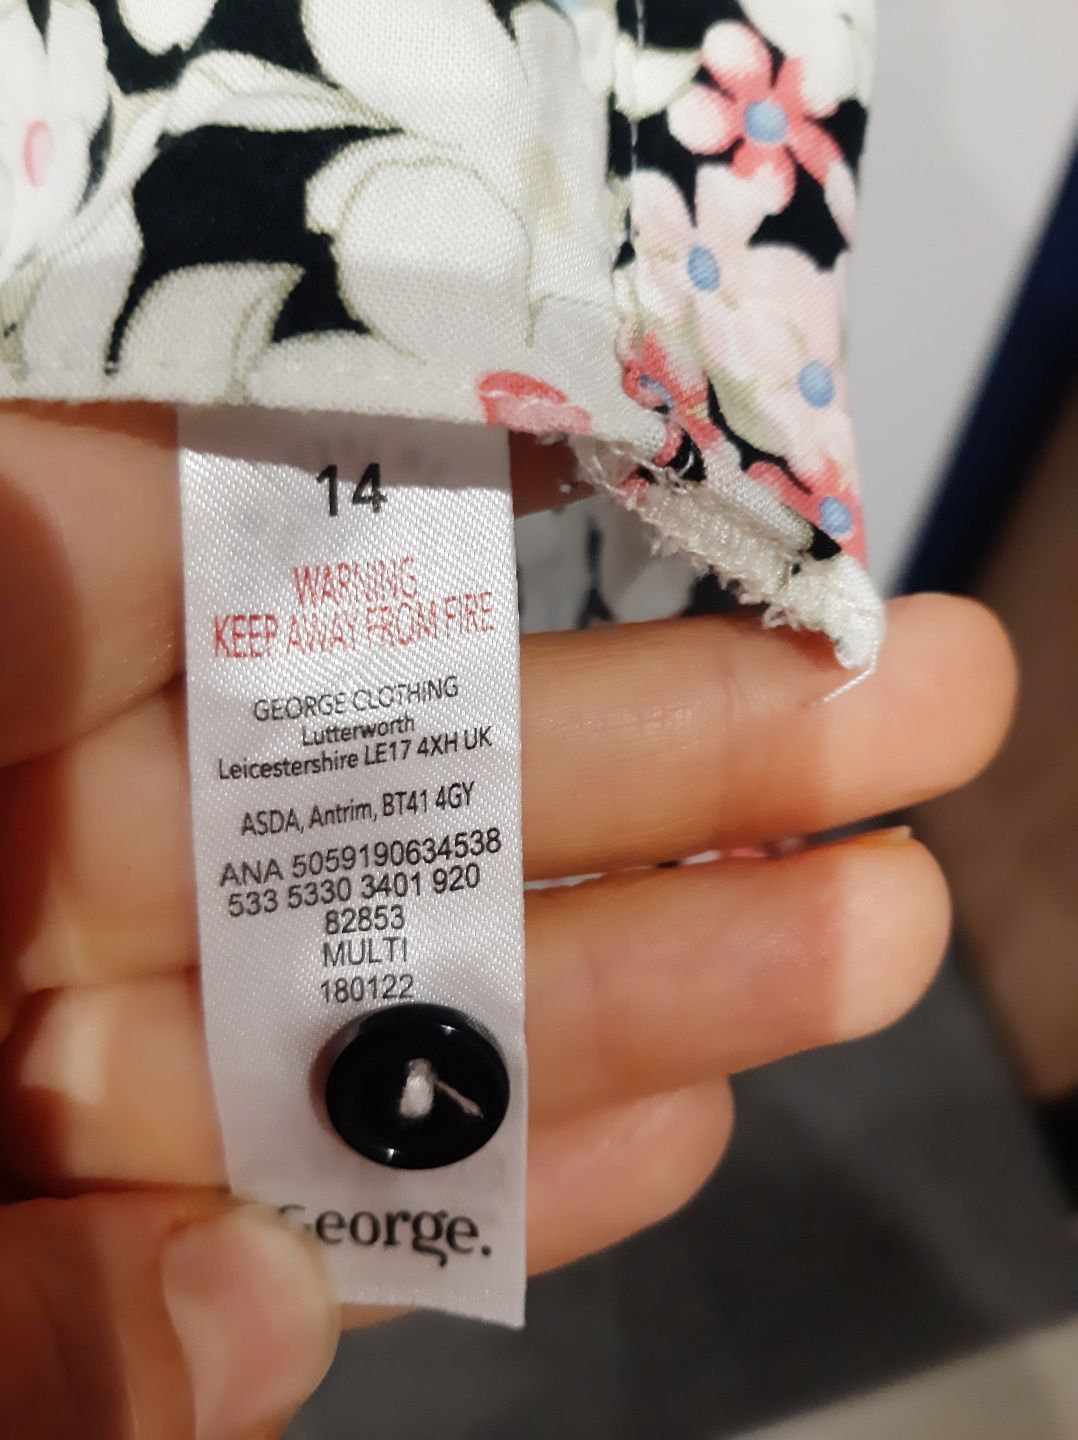 14
WARNING
KEEP AWAY FROM FIRE
GEORGE CLOTHING
Lutterworth
Leicestershire LE17 4XH UK
ASDA, Antrim, BT41 4GY
ANA 5059190634538
533 5330 3401 920
82853
MULTI
180122
George.